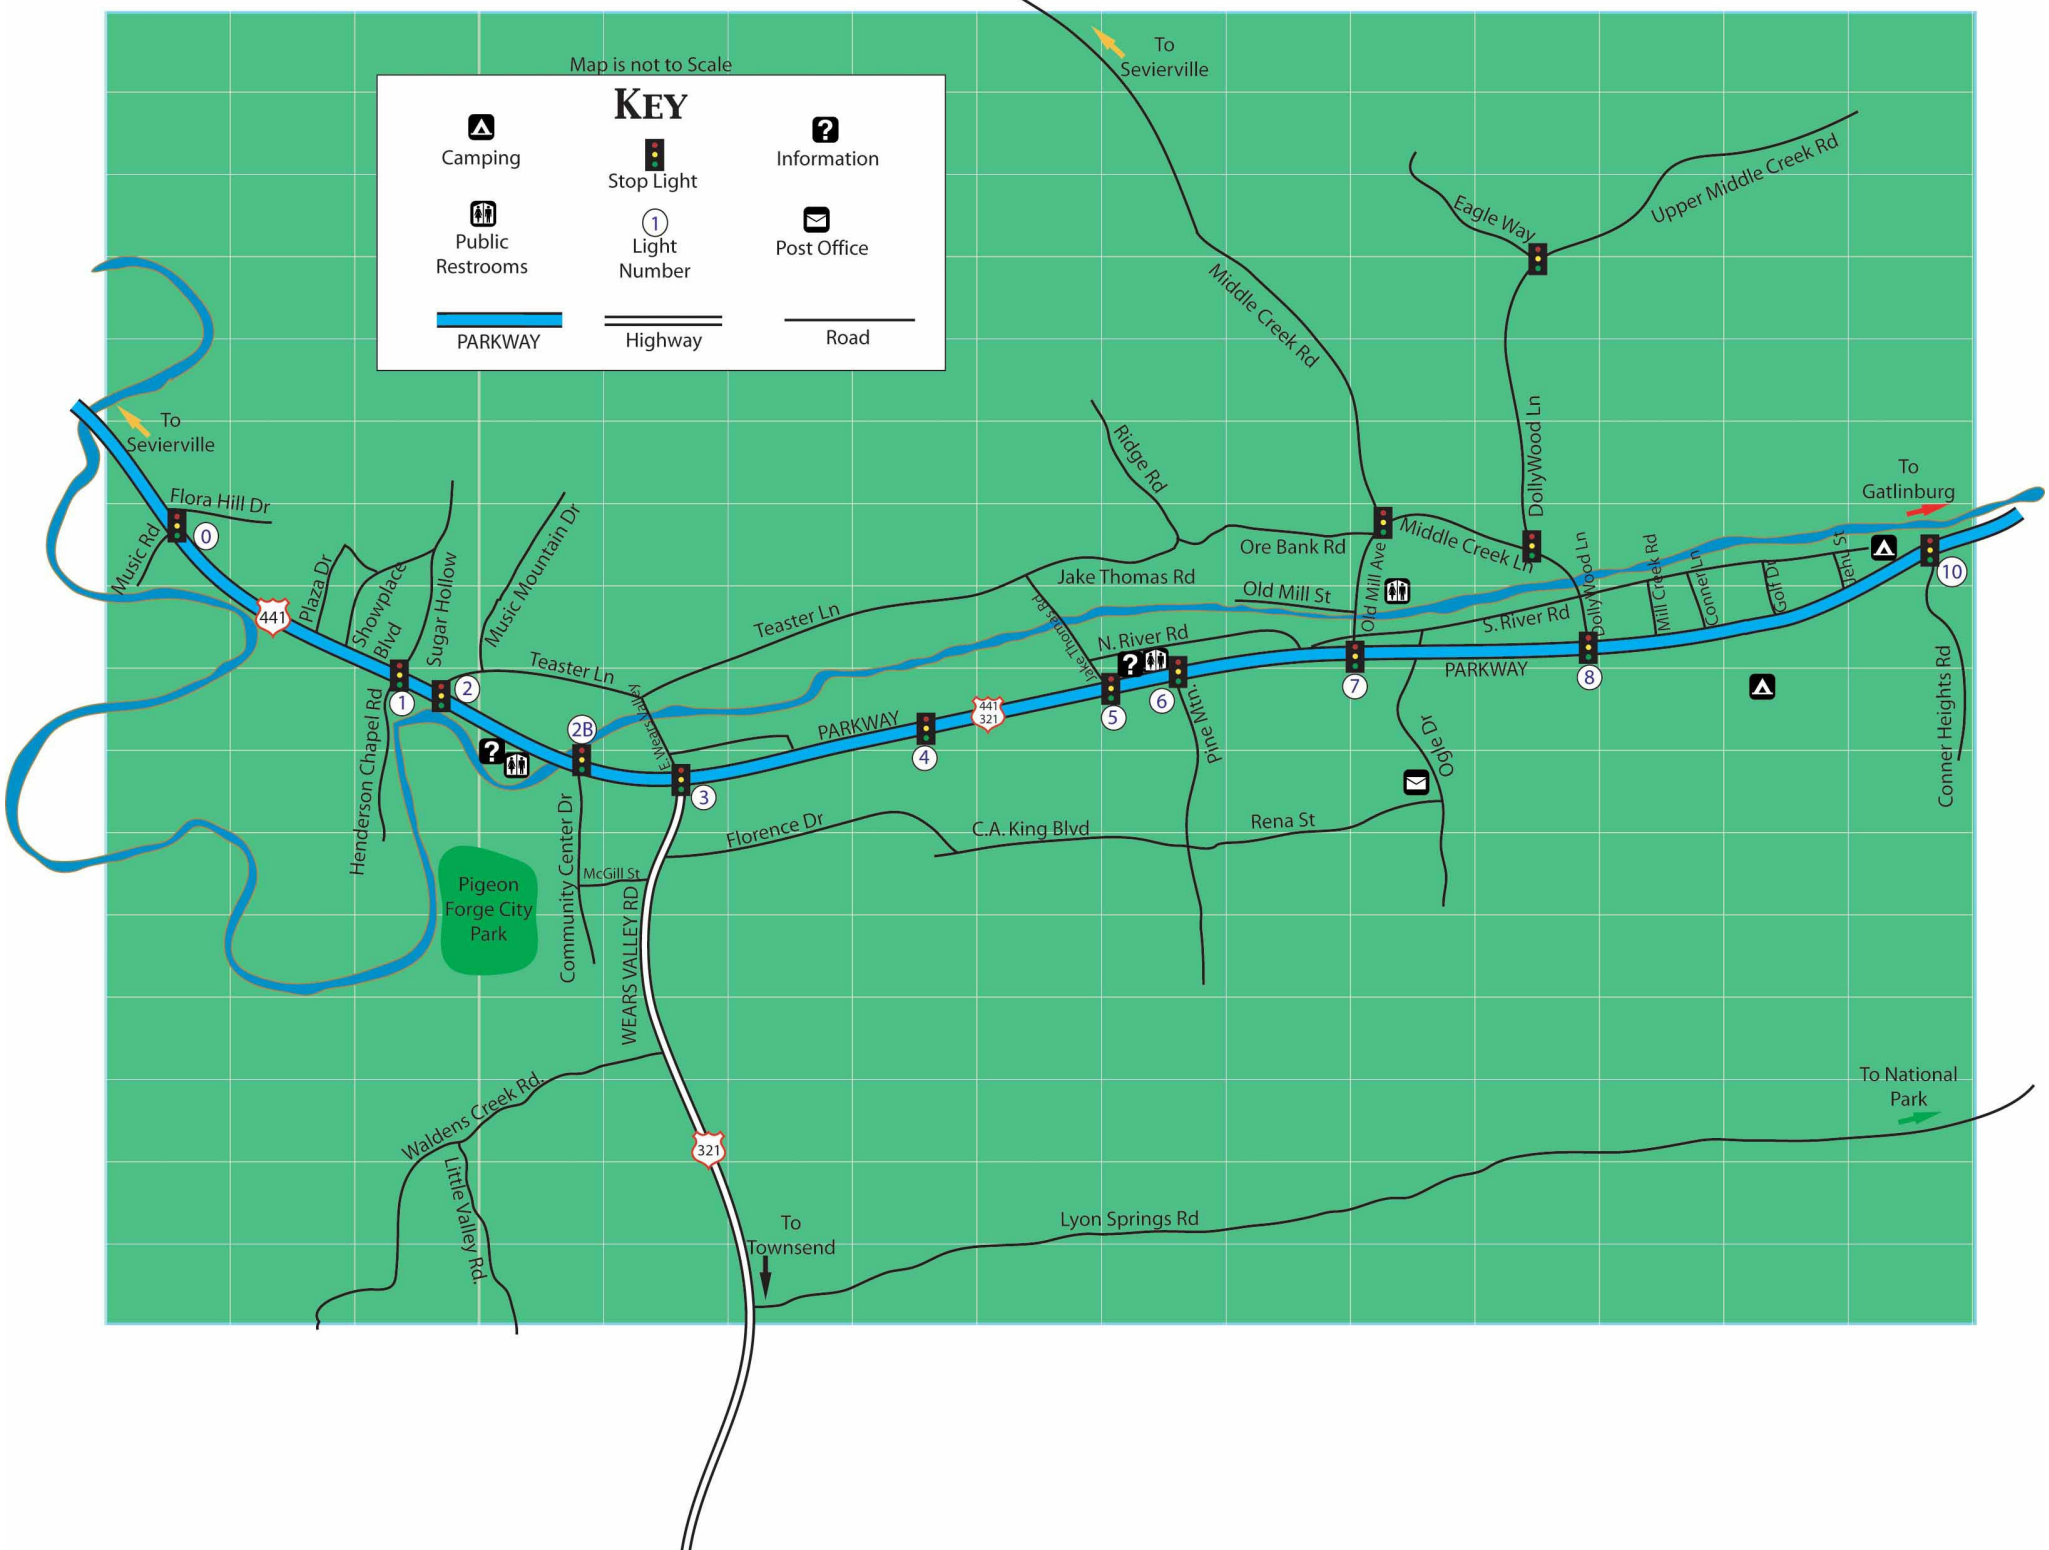 Map is not to Scale
KEY
Camping
Stop Light
Information
Public
Restrooms
1
Light
Number
Post Office
PARKWAY
Highway
Road
To
Sevierville
To
Sevierville
Eagle Way
Upper Middle Creek Rd
Middle Creek Rd
DollyWood Ln
Ridge Rd
To
Gatlinburg
Flora Hill Dr
Music Rd
0
441
Plaza Dr
Showplace
Blvd
Sugar Hollow
Music Mountain Dr
Teaster Ln
Teaster Ln
Jake Thomas Rd
Jake Thomas Rd
Ore Bank Rd
Old Mill St
Old Mill Ave
Middle Creek Ln
DollyWood Ln
Mill Creek Rd
Conner Ln
Golf Dr
Jehu St
N. River Rd
S. River Rd
PARKWAY
PARKWAY
1
2
2B
3
4
441
321
5
6
7
8
10
E. Wears Valley
Henderson Chapel Rd
Pine Mtn.
Ogle Dr
Conner Heights Rd
Florence Dr
C.A. King Blvd
Rena St
McGill St
Community Center Dr
WEARS VALLEY RD
Pigeon
Forge City
Park
Waldens Creek Rd.
Little Valley Rd.
321
To
Townsend
Lyon Springs Rd
To National
Park